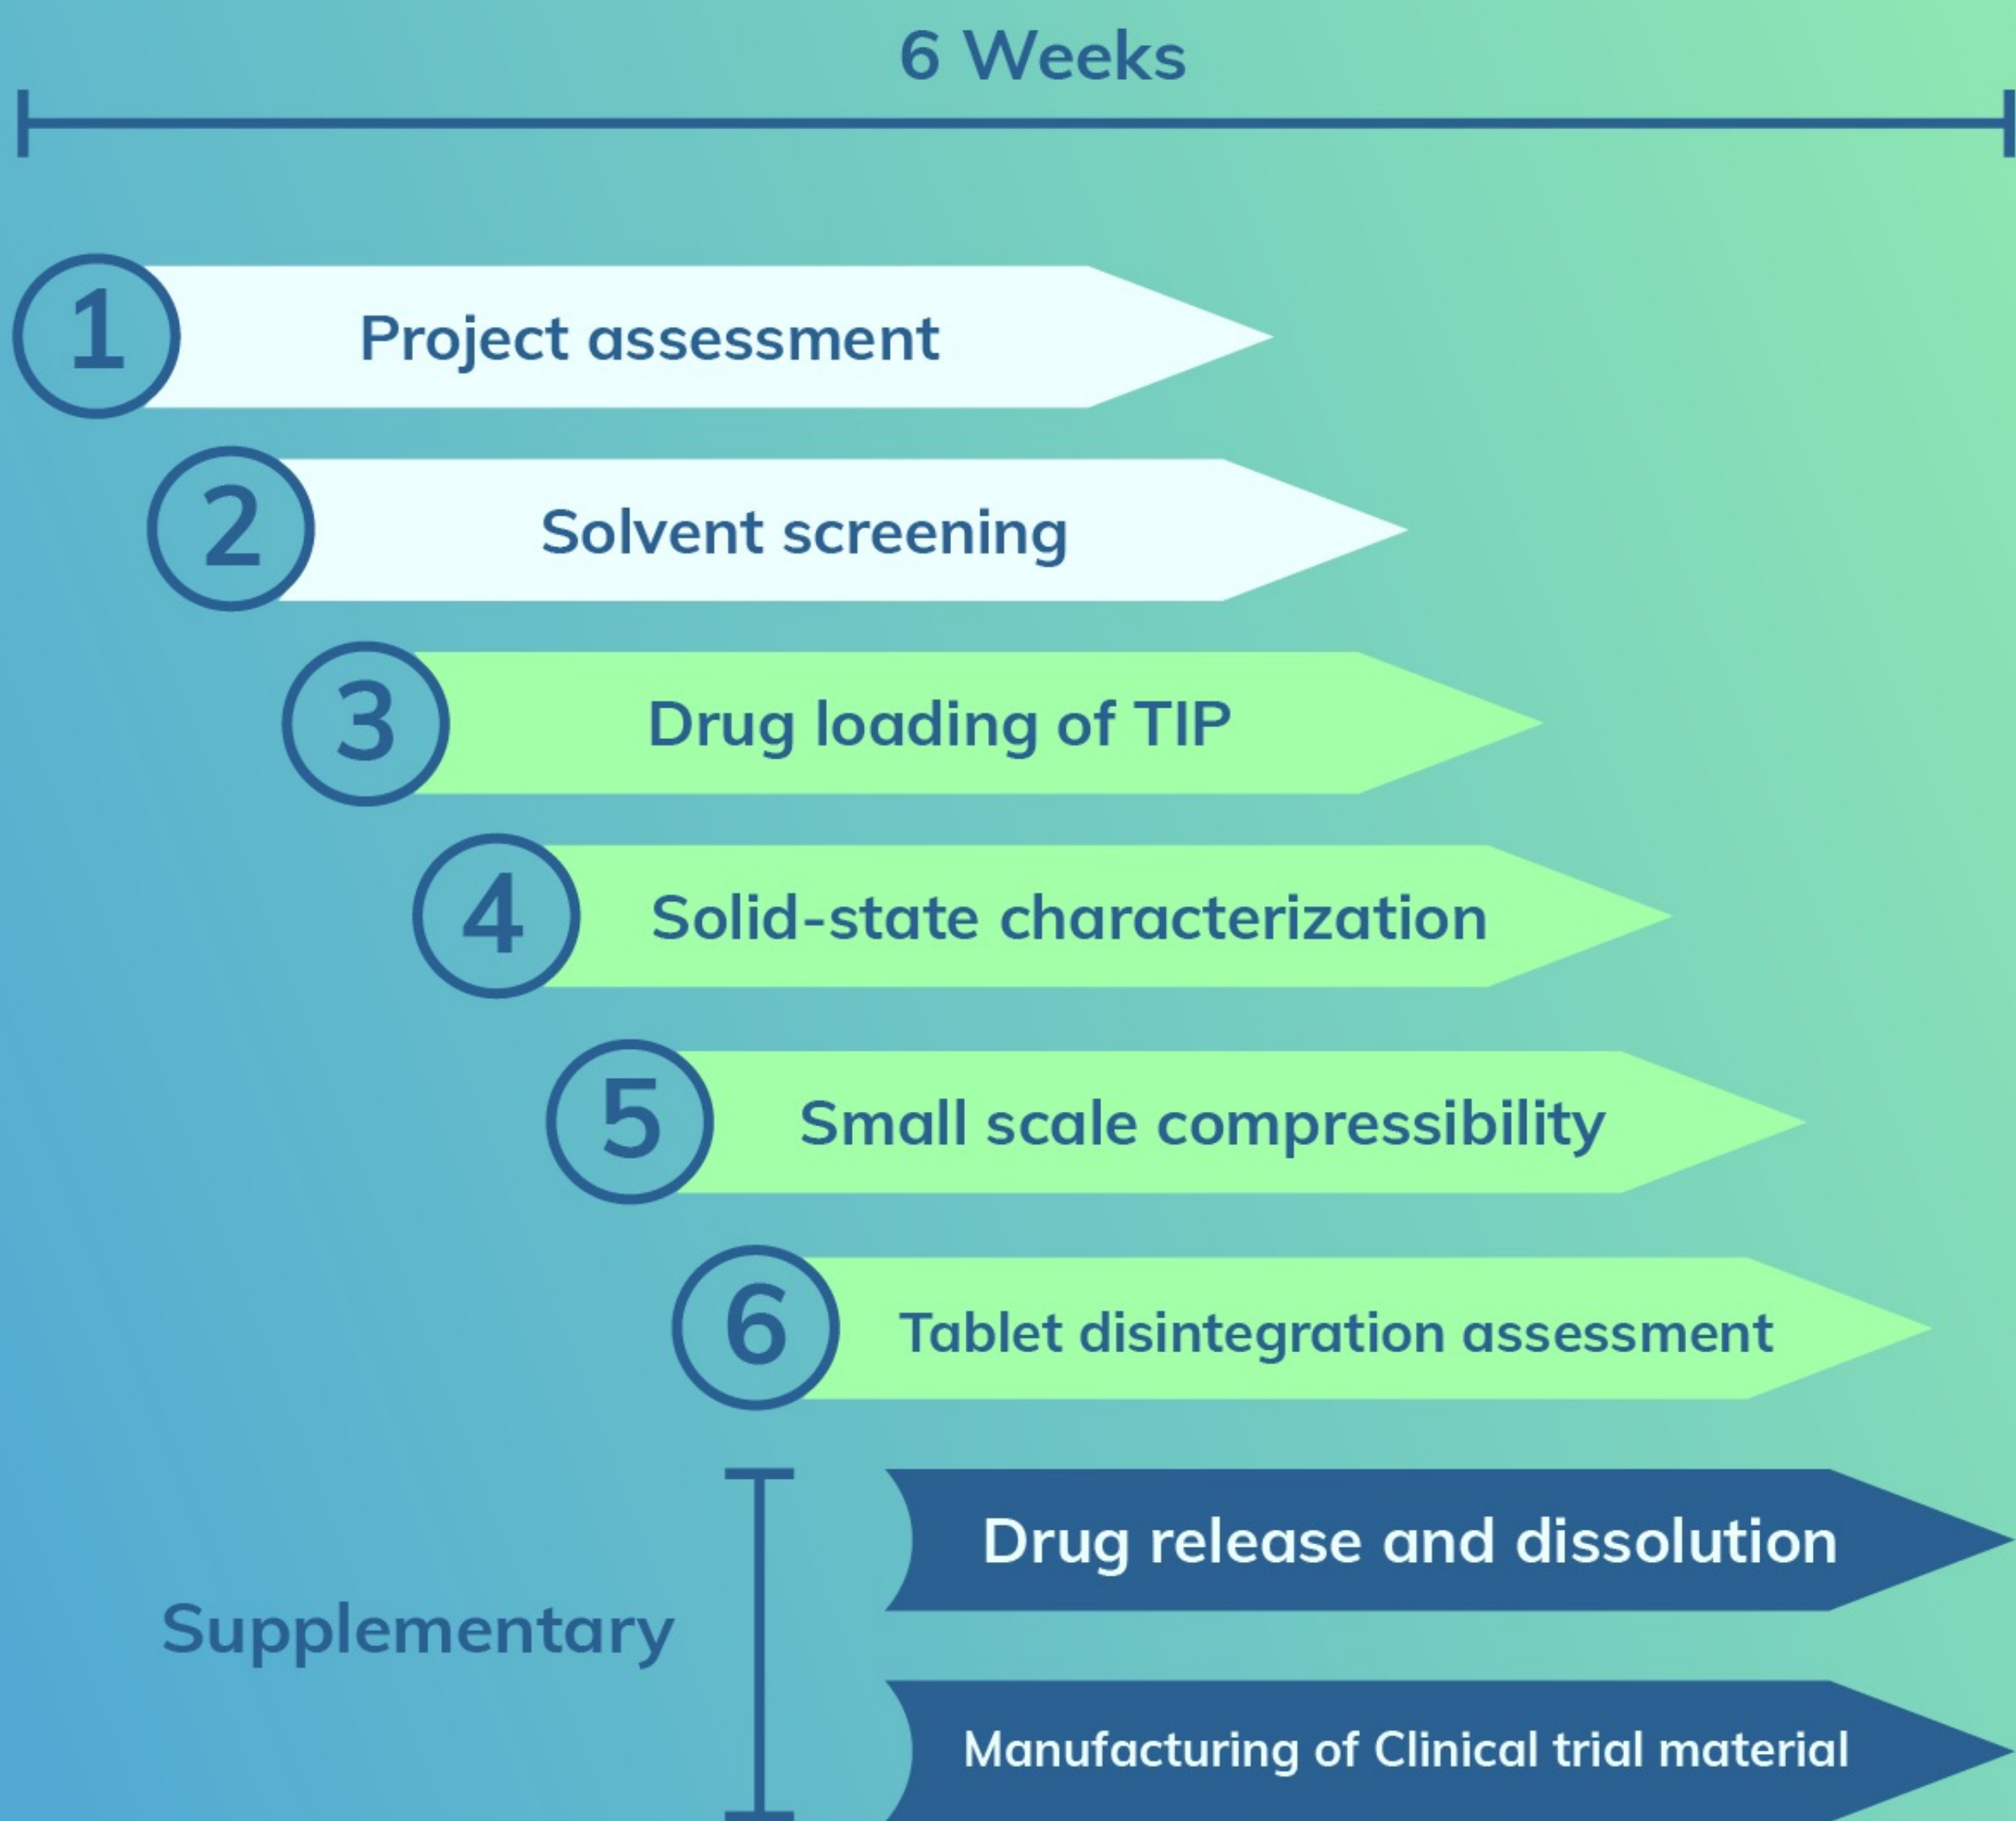 6 Weeks
1
Project assessment
2
Solvent screening
3
Drug loading of TIP
4
Solid-state characterization
5
Small scale compressibility
6
Tablet disintegration assessment
Drug release and dissolution
Supplementary
Manufacturing of Clinical trial material